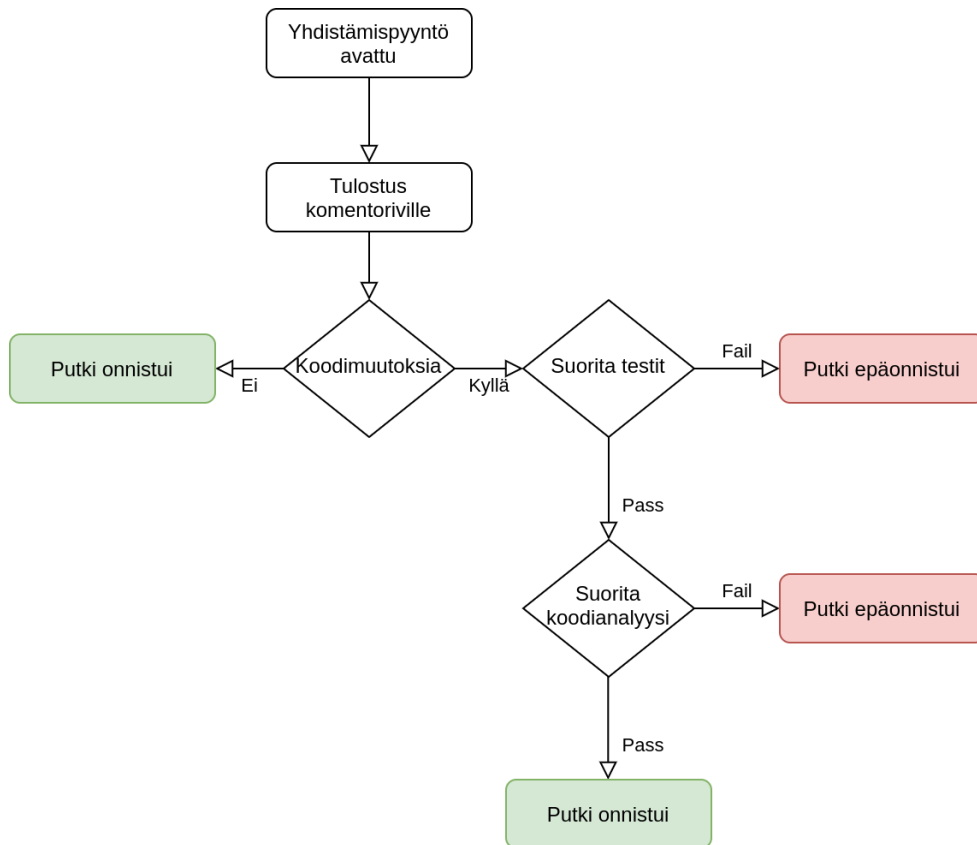 Yhdistämispyyntö
avattu
Tulostus
komentoriville
Putki onnistui
Ei
Koodimuutoksia
Kyllä
Suorita testit
Fail
Putki epäonnistui
Pass
Suorita
koodianalyysi
Fail
Putki epäonnistui
Pass
Putki onnistui